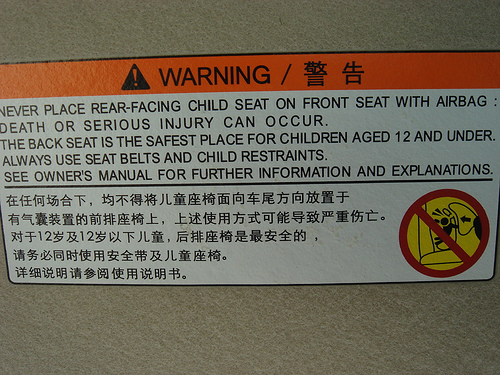 WARNING / 警告
NEVER PLACE REAR-FACING CHILD SEAT ON FRONT SEAT WITH AIRBAG :
DEATH OR SERIOUS INJURY CAN OCCUR.
THE BACK SEAT IS THE SAFEST PLACE FOR CHILDREN AGED 12 AND UNDER.
ALWAYS USE SEAT BELTS AND CHILD RESTRAINTS.
SEE OWNER'S MANUAL FOR FURTHER INFORMATION AND EXPLANATIONS.
在任何场合下，均不得将儿童座椅面向车尾方向放置于
有气囊装置的前排座椅上，上述使用方式可能导致严重伤亡。
对于12岁及12岁以下儿童，后排座椅是最安全的，
请务必同时使用安全带及儿童座椅。
详细说明请参阅使用说明书。